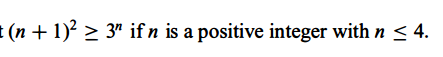 (n + 1)² ≥ 3ⁿ if n is a positive integer with n ≤ 4.